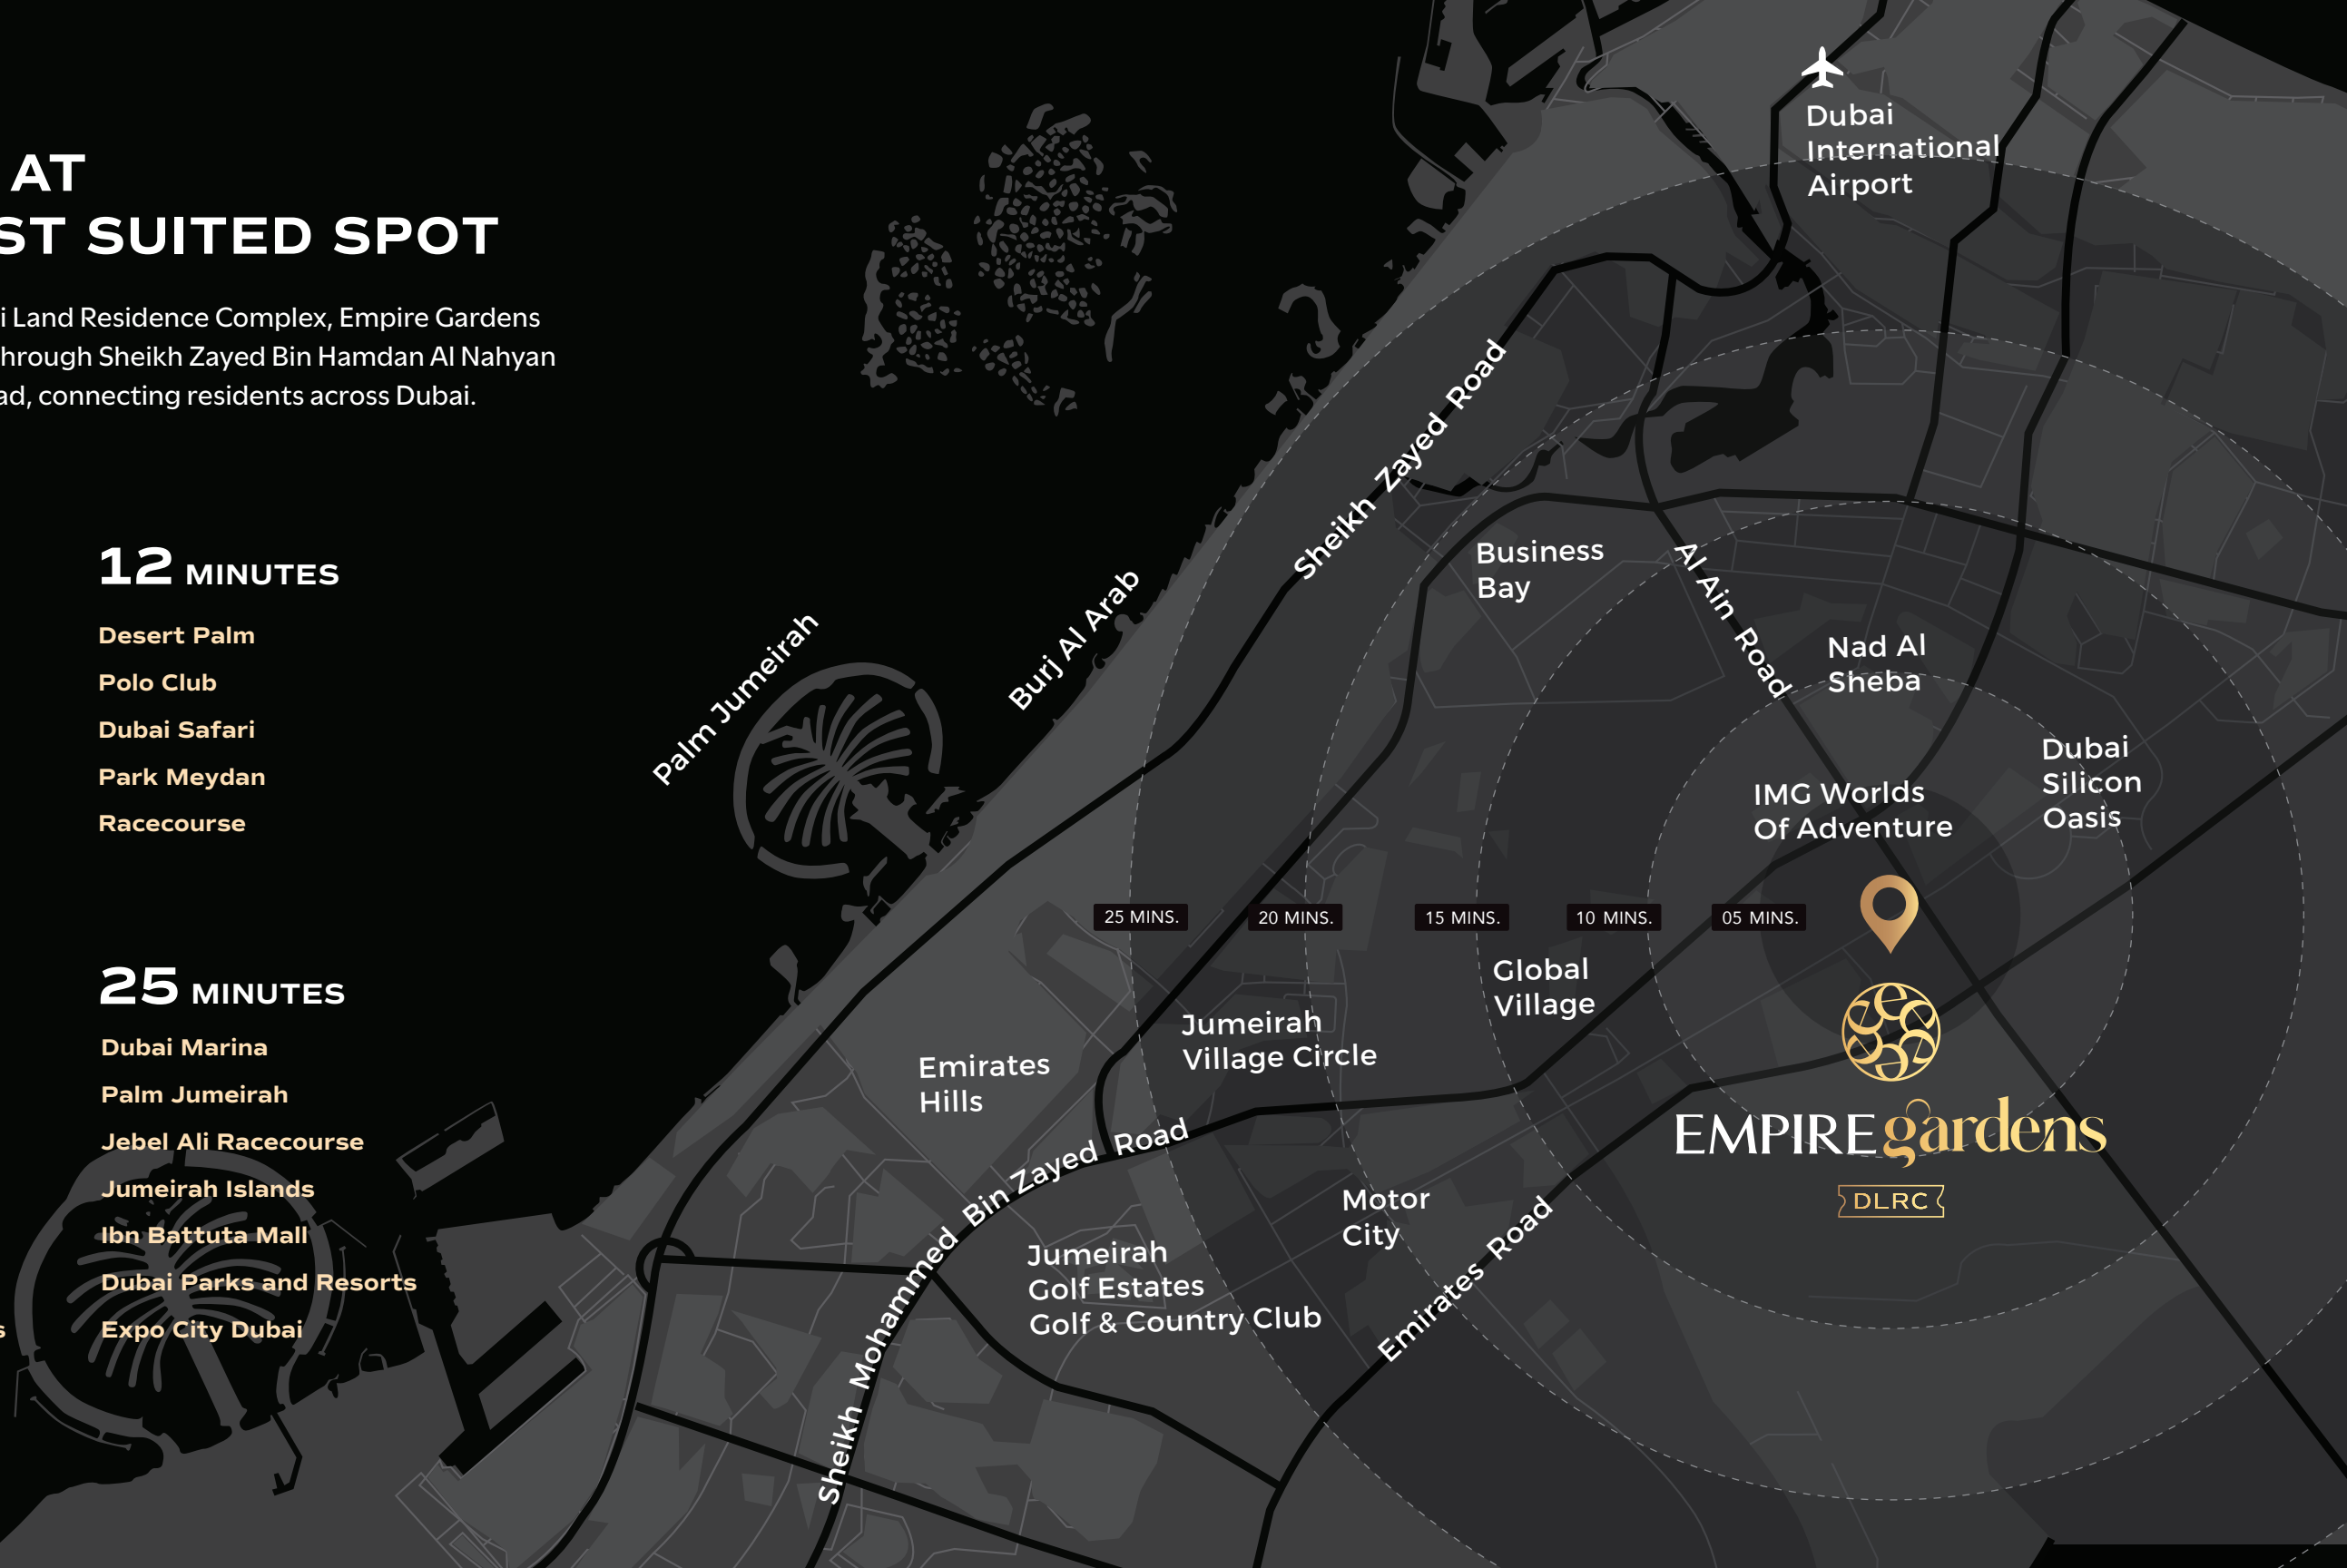 AT
ST SUITED SPOT
i Land Residence Complex, Empire Gardens
hrough Sheikh Zayed Bin Hamdan Al Nahyan
ad, connecting residents across Dubai.
12 MINUTES
Desert Palm
Polo Club
Dubai Safari
Park Meydan
Racecourse
25 MINUTES
Dubai Marina
Palm Jumeirah
Jebel Ali Racecourse
Jumeirah Islands
Ibn Battuta Mall
Dubai Parks and Resorts
s
Expo City Dubai
Dubai
International
Airport
Sheikh Zayed Road
Business
Bay
Al Ain Road
Palm Jumeirah
Burj Al Arab
Nad Al
Sheba
Dubai
Silicon
Oasis
IMG Worlds
Of Adventure
25 MINS.
20 MINS.
15 MINS.
10 MINS.
05 MINS.
Global
Village
Jumeirah
Village Circle
Emirates
Hills
EMPIRE gardens
DLRC
Sheikh Mohammed Bin Zayed Road
Motor
City
Emirates Road
Jumeirah
Golf Estates
Golf & Country Club